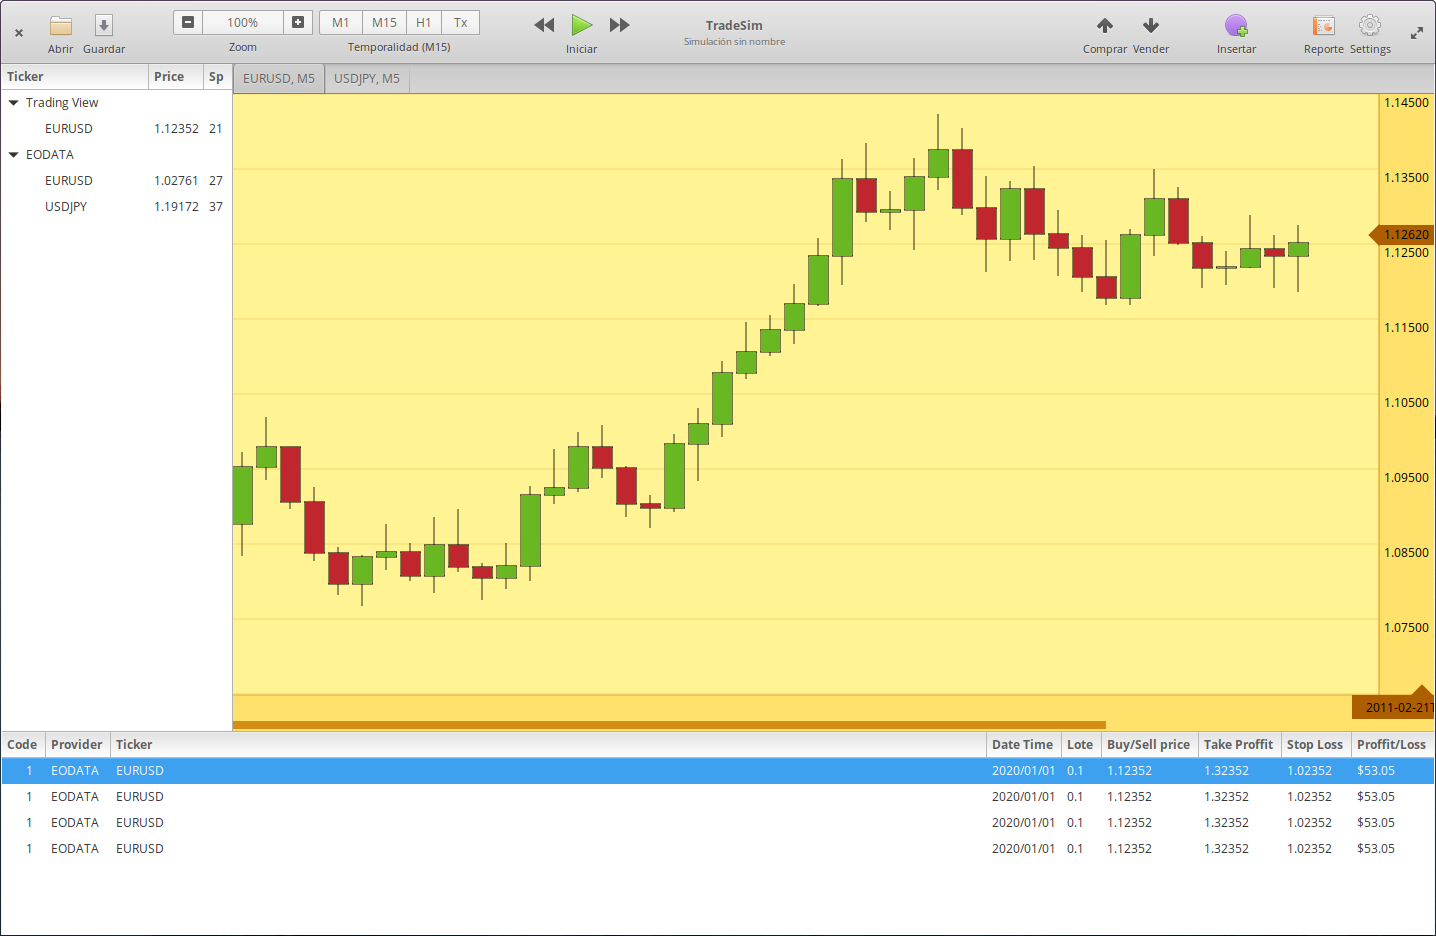 Abrir Guardar
100%
Zoom
M1 M15 H1 Tx
Temporalidad (M15)
Iniciar
TradeSim
Simulación sin nombre
Comprar Vender
Insertar
Reporte Settings
Ticker Price Sp
Trading View
EURUSD 1.12352 21
EODATA
EURUSD 1.02761 27
USDJPY 1.19172 37
EURUSD, M5 USDJPY, M5
1.14500
1.13500
1.12620
1.12500
1.11500
1.10500
1.09500
1.08500
1.07500
2011-02-21T
Code Provider Ticker Date Time Lote Buy/Sell price Take Proffit Stop Loss Proffit/Loss
1 EODATA EURUSD 2020/01/01 0.1 1.12352 1.32352 1.02352 $53.05
1 EODATA EURUSD 2020/01/01 0.1 1.12352 1.32352 1.02352 $53.05
1 EODATA EURUSD 2020/01/01 0.1 1.12352 1.32352 1.02352 $53.05
1 EODATA EURUSD 2020/01/01 0.1 1.12352 1.32352 1.02352 $53.05